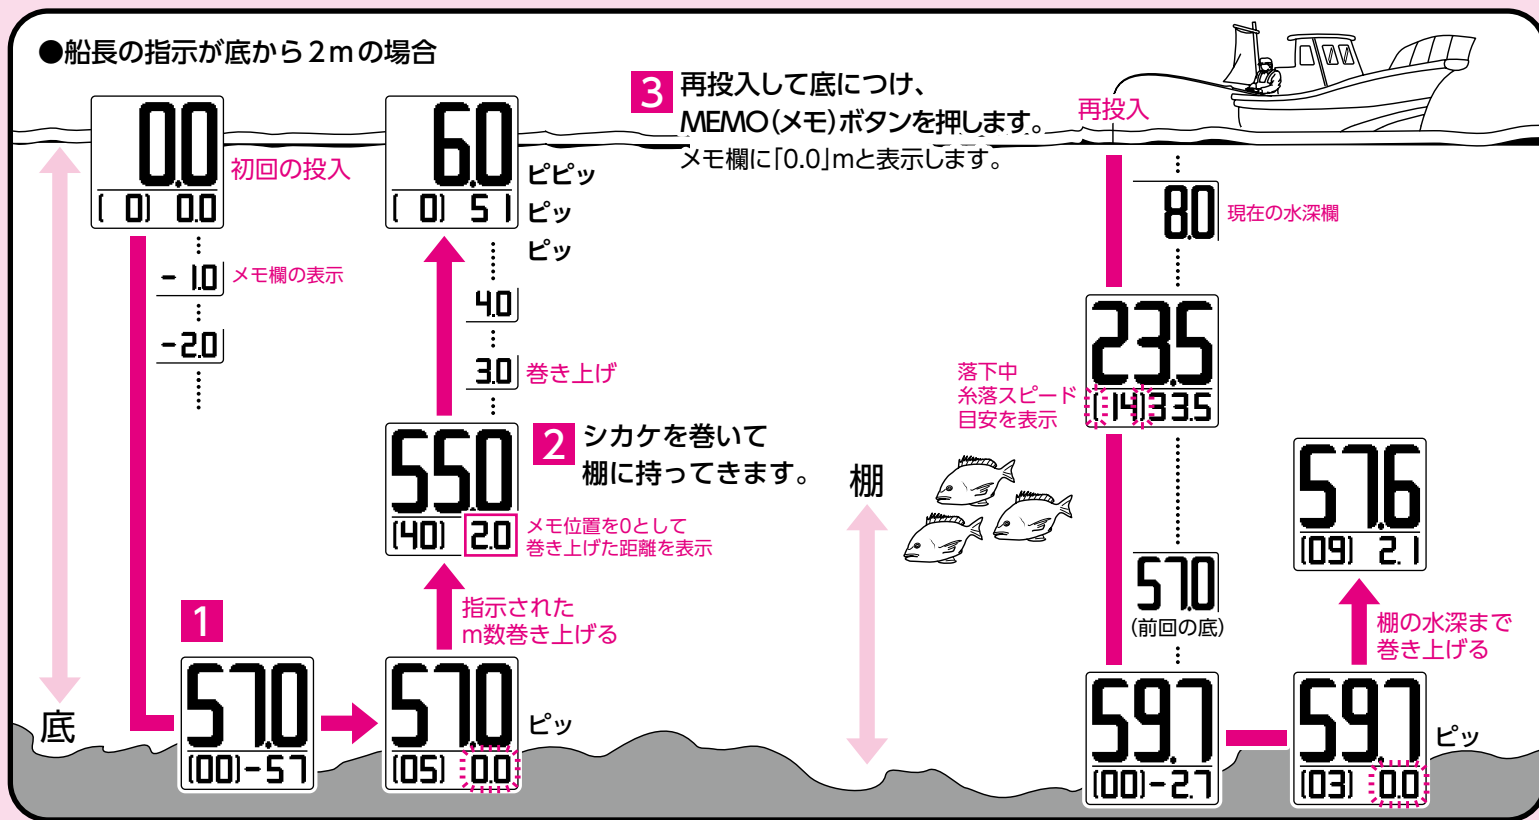 ●船長の指示が底から2mの場合
0.0
( 0) 0.0
初回の投入
- 1.0
メモ欄の表示
-2.0
底
1
57.0
(00)-57
57.0
(05) 0.0
ピッ
指示された
m数巻き上げる
55.0
(40) 2.0
メモ位置を0として
巻き上げた距離を表示
2 シカケを巻いて
棚に持ってきます。
3.0
巻き上げ
4.0
6.0
( 0) 51
ピピッ
ピッ
ピッ
3 再投入して底につけ、
MEMO(メモ)ボタンを押します。
メモ欄に「0.0」mと表示します。
再投入
8.0
現在の水深欄
23.5
(14)33.5
落下中
糸落スピード
目安を表示
棚
57.0
(前回の底)
59.7
(00)-2.7
59.7
(03) 0.0
ピッ
棚の水深まで
巻き上げる
57.6
(09) 2.1